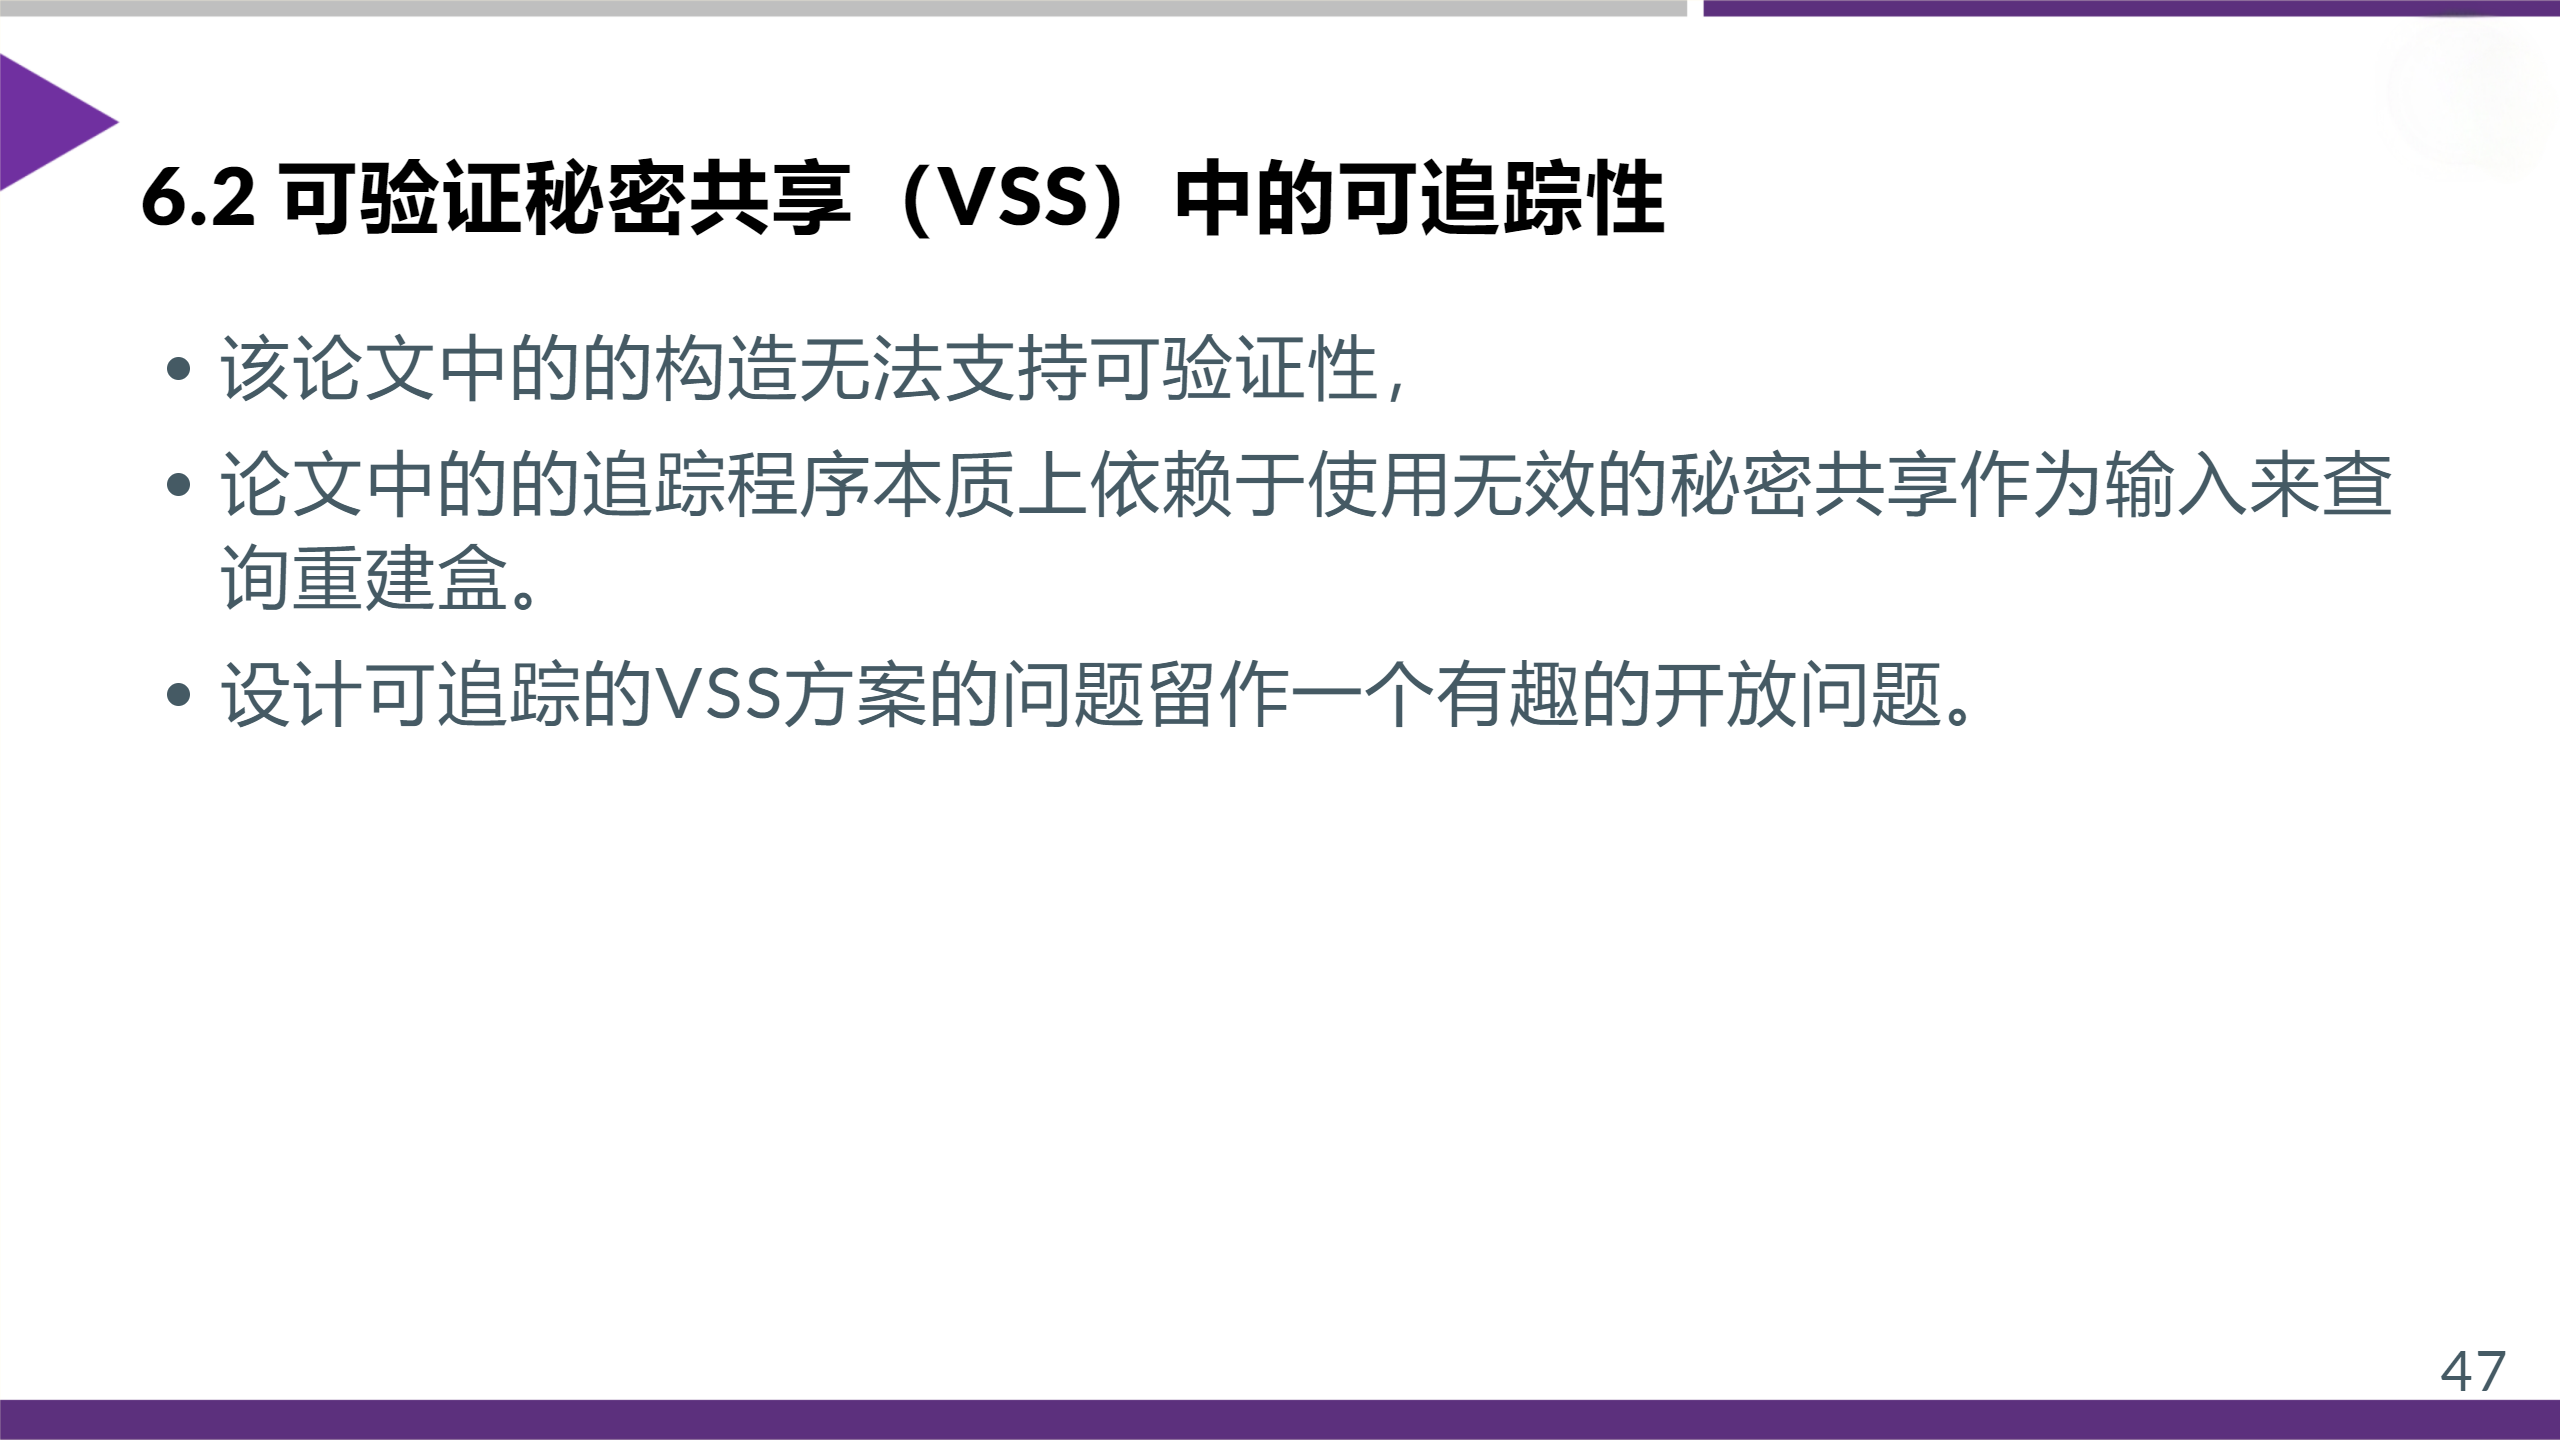 6.2 可验证秘密共享（VSS）中的可追踪性
• 该论文中的的构造无法支持可验证性，
• 论文中的的追踪程序本质上依赖于使用无效的秘密共享作为输入来查
询重建盒。
• 设计可追踪的VSS方案的问题留作一个有趣的开放问题。
47